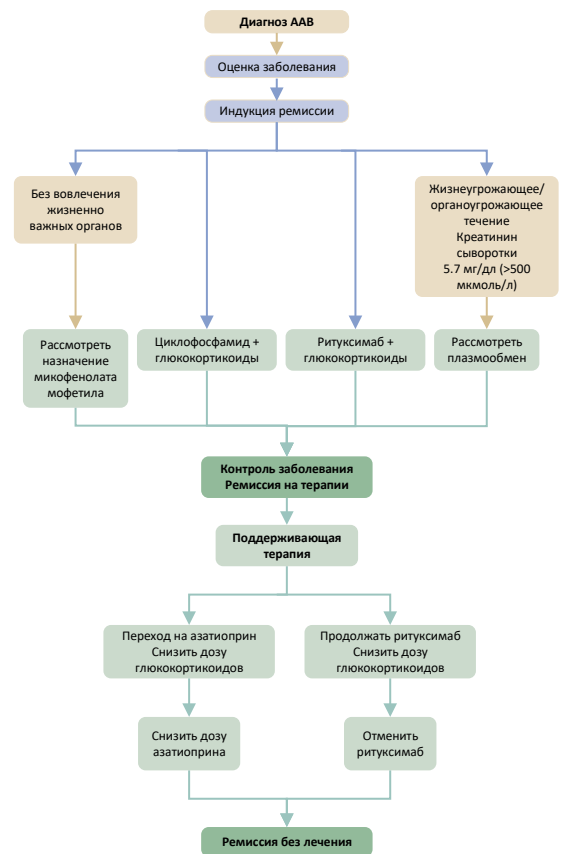 Диагноз ААВ
Оценка заболевания
Индукция ремиссии
Без вовлечения
жизненно
важных органов
Жизнеугрожающее/
органоугрожающее
течение
Креатинин
сыворотки
5.7 мг/дл (>500
мкмоль/л)
Рассмотреть
назначение
микофенолата
мофетила
Циклофосфамид +
глюкокортикоиды
Ритуксимаб +
глюкокортикоиды
Рассмотреть
плазмообмен
Контроль заболевания
Ремиссия на терапии
Поддерживающая
терапия
Переход на азатиоприн
Снизить дозу
глюкокортикоидов
Продолжать ритуксимаб
Снизить дозу
глюкокортикоидов
Снизить дозу
азатиоприна
Отменить
ритуксимаб
Ремиссия без лечения